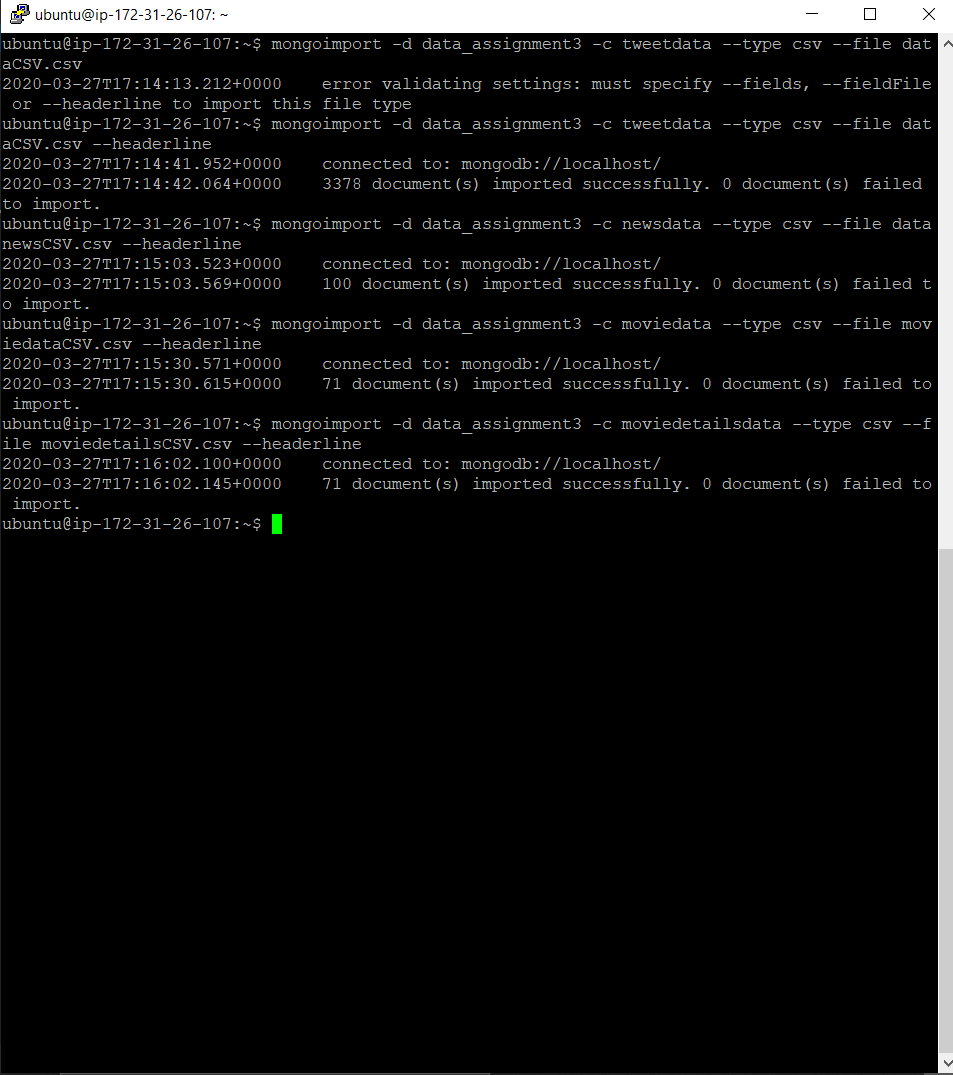 ubuntu@ip-172-31-26-107: ~
ubuntu@ip-172-31-26-107:~$ mongoimport -d data_assignment3 -c tweetdata --type csv --file dat
aCSV.csv
2020-03-27T17:14:13.212+0000    error validating settings: must specify --fields, --fieldFile
 or --headerline to import this file type
ubuntu@ip-172-31-26-107:~$ mongoimport -d data_assignment3 -c tweetdata --type csv --file dat
aCSV.csv --headerline
2020-03-27T17:14:41.952+0000    connected to: mongodb://localhost/
2020-03-27T17:14:42.064+0000    3378 document(s) imported successfully. 0 document(s) failed
to import.
ubuntu@ip-172-31-26-107:~$ mongoimport -d data_assignment3 -c newsdata --type csv --file data
newsCSV.csv --headerline
2020-03-27T17:15:03.523+0000    connected to: mongodb://localhost/
2020-03-27T17:15:03.569+0000    100 document(s) imported successfully. 0 document(s) failed t
o import.
ubuntu@ip-172-31-26-107:~$ mongoimport -d data_assignment3 -c moviedata --type csv --file mov
iedataCSV.csv --headerline
2020-03-27T17:15:30.571+0000    connected to: mongodb://localhost/
2020-03-27T17:15:30.615+0000    71 document(s) imported successfully. 0 document(s) failed to
 import.
ubuntu@ip-172-31-26-107:~$ mongoimport -d data_assignment3 -c moviedetailsdata --type csv --f
ile moviedetailsCSV.csv --headerline
2020-03-27T17:16:02.100+0000    connected to: mongodb://localhost/
2020-03-27T17:16:02.145+0000    71 document(s) imported successfully. 0 document(s) failed to
 import.
ubuntu@ip-172-31-26-107:~$